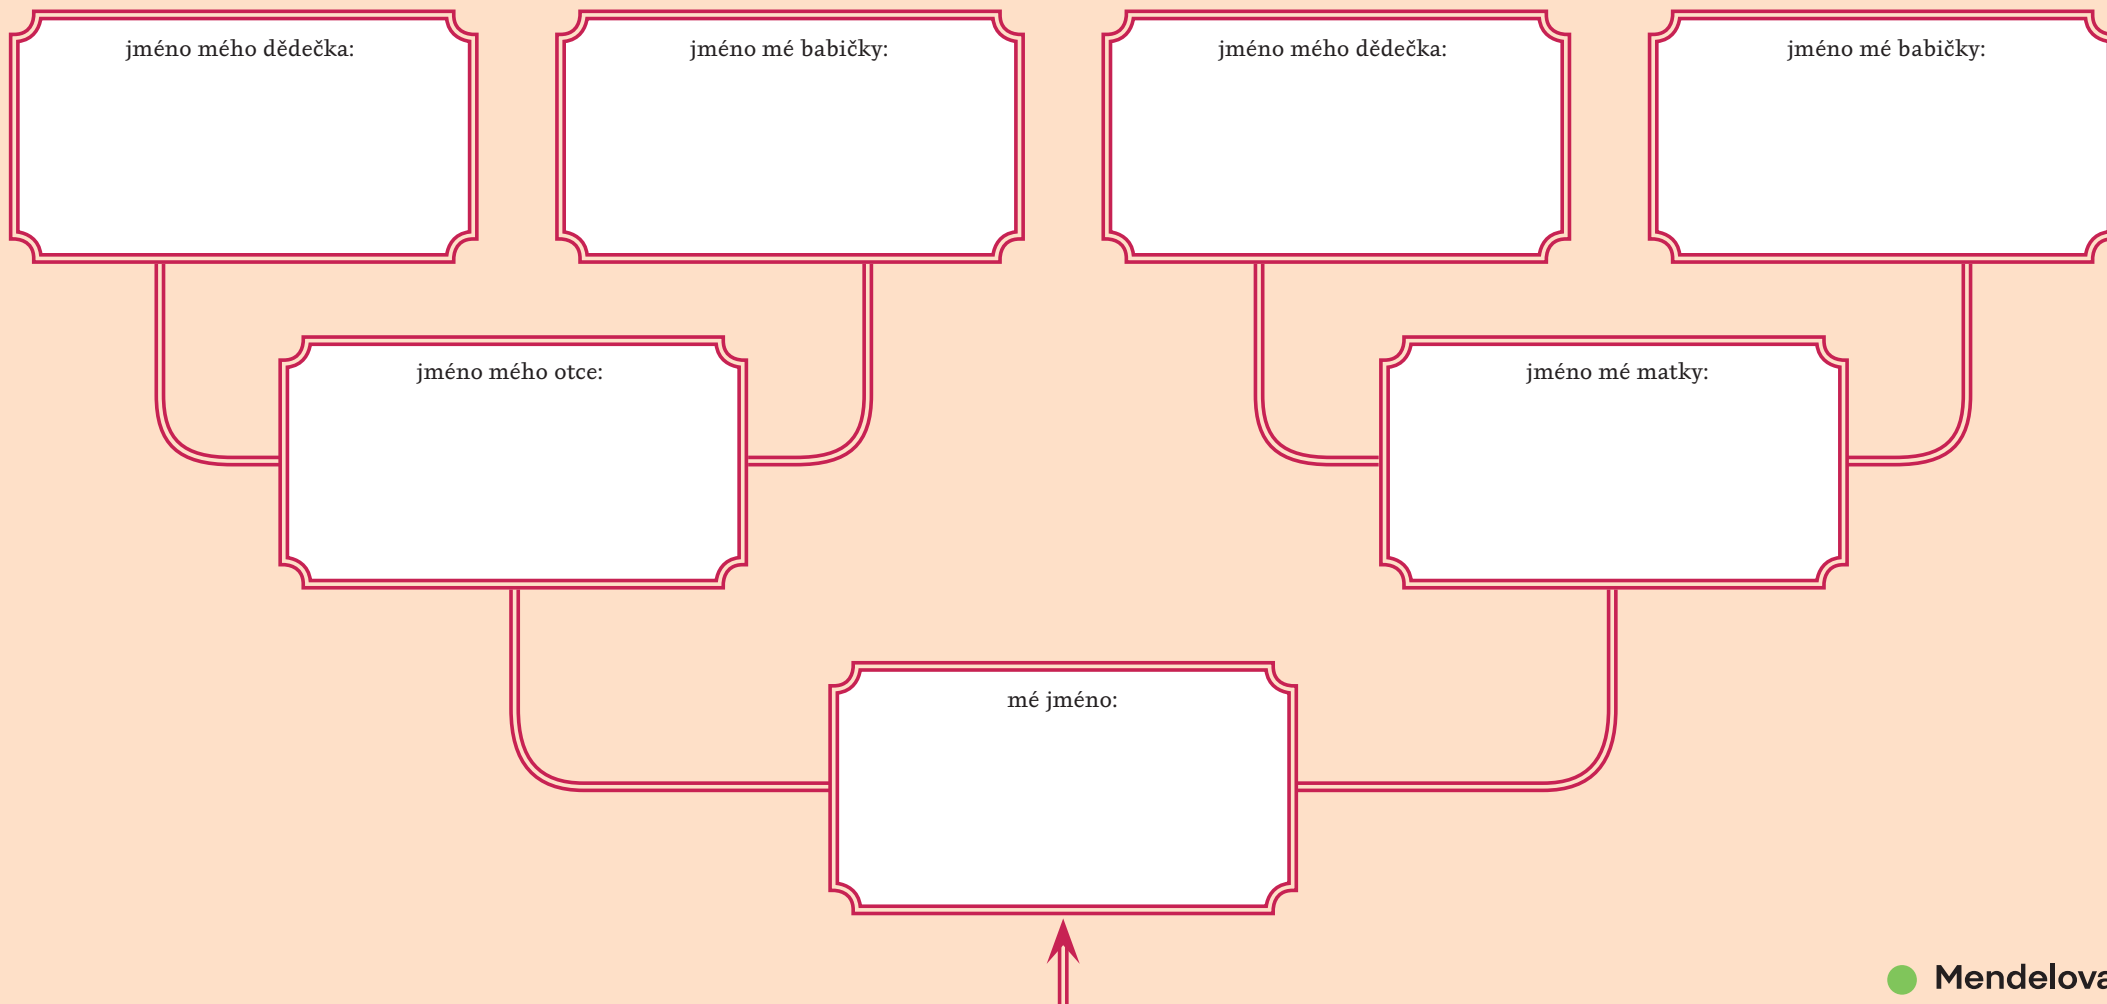 jméno mého dědečka:
jméno mé babičky:
jméno mého dědečka:
jméno mé babičky:
jméno mého otce:
jméno mé matky:
mé jméno:
Mendelova